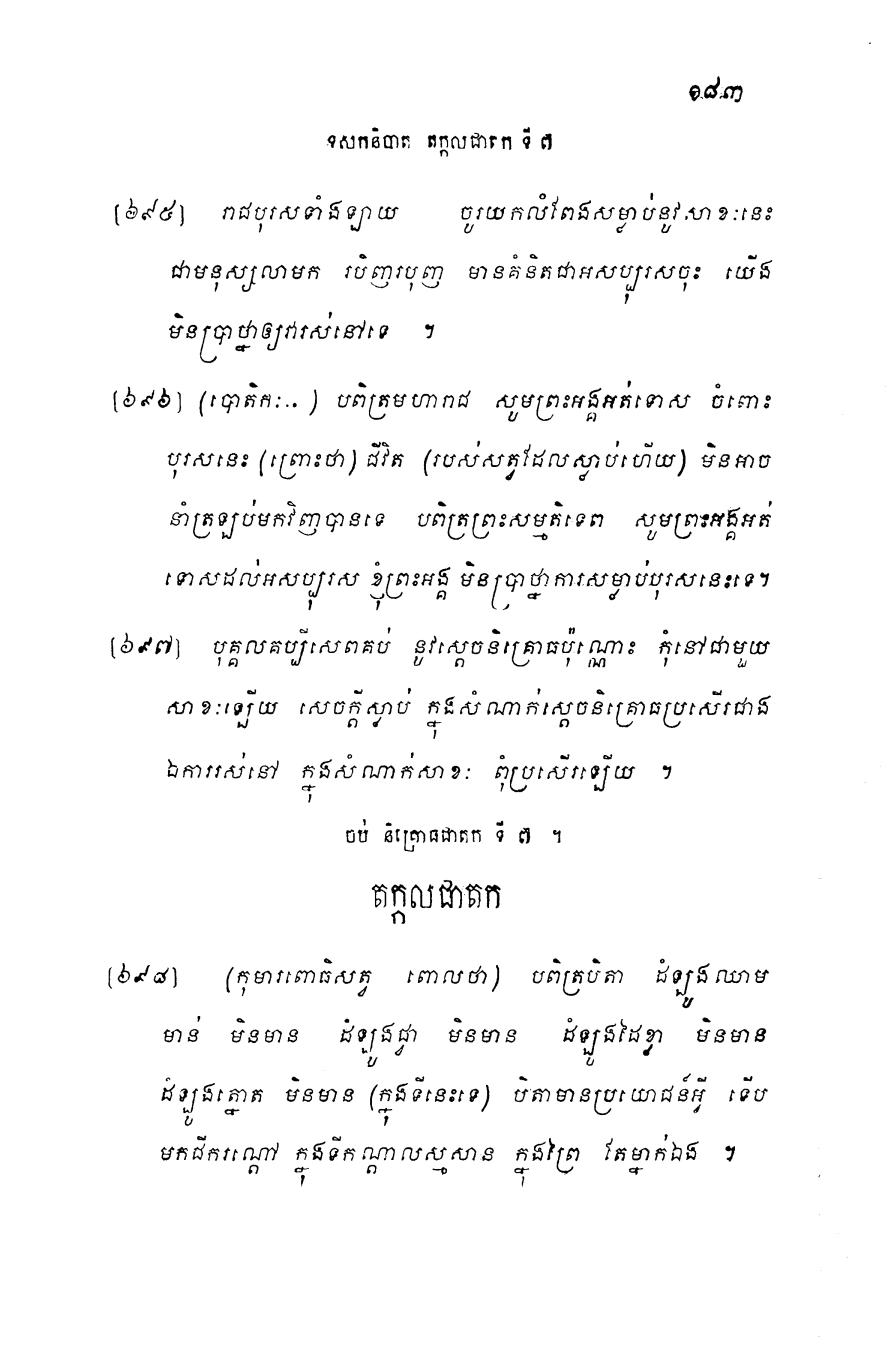 ១៨៣
ទសកនិបាត តក្កលជាតក ទី ៧
[៦៩៥] រាជបុរសទាំងឡាយ ចូរយកលំពែងសម្លាប់នូវសាខៈនេះ
ជាមនុស្សលាមក របិញរបុញ មានគំនិតជាអសប្បុរសចុះ យើង
មិនប្រាថ្នាឲ្យវារស់នៅទេ ។
[៦៩៦] (បោតិកៈ..) បពិត្រមហារាជ សូមព្រះអង្គអត់ទោស ចំពោះ
បុរសនេះ (ព្រោះថា) ជីវិត (របស់សត្វដែលស្លាប់ហើយ) មិនអាច
នាំត្រឡប់មកវិញបានទេ បពិត្រព្រះសម្មតិទេព សូមព្រះអង្គអត់
ទោសដល់អសប្បុរស ខ្ញុំព្រះអង្គ មិនប្រាថ្នាការសម្លាប់បុរសនេះទេ។
[៦៩៧] បុគ្គលគប្បីសេពគប់ នូវស្តេចនិគ្រោធប៉ុណ្ណោះ កុំនៅជាមួយ
សាខៈឡើយ សេចក្តីស្លាប់ ក្នុងសំណាក់ស្តេចនិគ្រោធប្រសើរជាង
ឯការរស់នៅ ក្នុងសំណាក់សាខៈ ពុំប្រសើរឡើយ ។
ចប់ និគ្រោធជាតក ទី ៧ ។
តក្កលជាតក
[៦៩៨] (កុមារពោធិសត្វ ពោលថា) បពិត្របិតា ដំឡូងឈាម
មាន់ មិនមាន ដំឡូងជ្វា មិនមាន ដំឡូងដៃខ្លា មិនមាន
ដំឡូងត្នោត មិនមាន (ក្នុងទីនេះទេ) បិតាមានប្រយោជន៍អ្វី ទើប
មកជីករណ្តៅ ក្នុងទីកណ្តាលស្មសាន ក្នុងព្រៃ តែម្នាក់ឯង ។